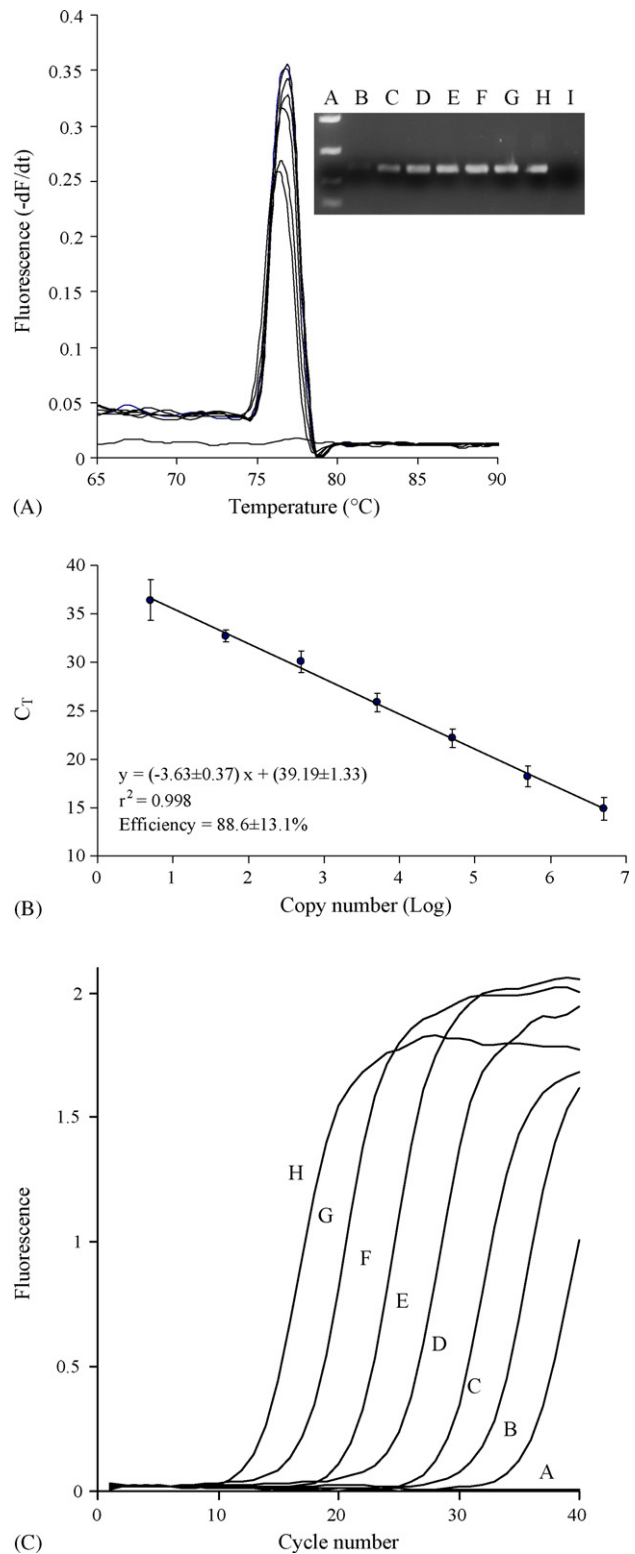 0.4
0.35
0.3
0.25
0.2
0.15
0.1
0.05
0
Fluorescence (-dF/dt)
A B C D E F G H I
65 70 75 80 85 90
Temperature (°C)
(A)
40
35
30
25
20
15
10
C_T
y = (-3.63±0.37) x + (39.19±1.33)
r² = 0.998
Efficiency = 88.6±13.1%
0 1 2 3 4 5 6 7
Copy number (Log)
(B)
2
1.5
1
0.5
0
Fluorescence
H
G
F
E
D
C
B
A
0 10 20 30 40
Cycle number
(C)